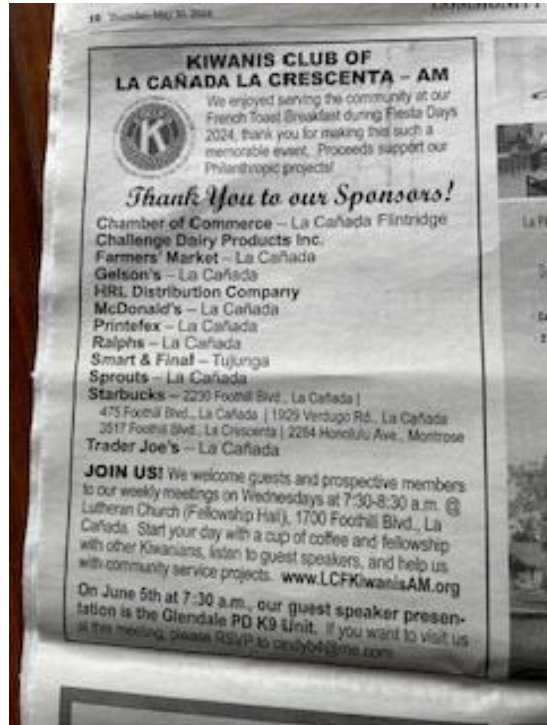 10 Thursday May 30, 2024
COMMUNITY
KIWANIS CLUB OF
LA CAÑADA LA CRESCENTA – AM
We enjoyed serving the community at our
French Toast Breakfast during Fiesta Days
2024, thank you for making this such a
memorable event. Proceeds support our
Philanthropic projects!
K
Thank You to our Sponsors!
Chamber of Commerce – La Cañada Flintridge
Challenge Dairy Products Inc.
Farmers' Market – La Cañada
Gelson's – La Cañada
HRL Distribution Company
McDonald's – La Cañada
Printefex – La Cañada
Ralphs – La Cañada
Smart & Final – Tujunga
Sprouts – La Cañada
Starbucks – 2230 Foothill Blvd., La Cañada |
475 Foothill Blvd., La Cañada | 1929 Verdugo Rd., La Cañada
3517 Foothill Blvd., La Crescenta | 2264 Honolulu Ave., Montrose
Trader Joe's – La Cañada
JOIN US! We welcome guests and prospective members
to our weekly meetings on Wednesdays at 7:30-8:30 a.m. @
Lutheran Church (Fellowship Hall), 1700 Foothill Blvd., La
Cañada. Start your day with a cup of coffee and fellowship
with other Kiwanians, listen to guest speakers, and help us
with community service projects. www.LCFKiwanisAM.org
On June 5th at 7:30 a.m., our guest speaker presen-
tation is the Glendale PD K9 Unit. If you want to visit us
at this meeting, please RSVP to cindyb4@me.com